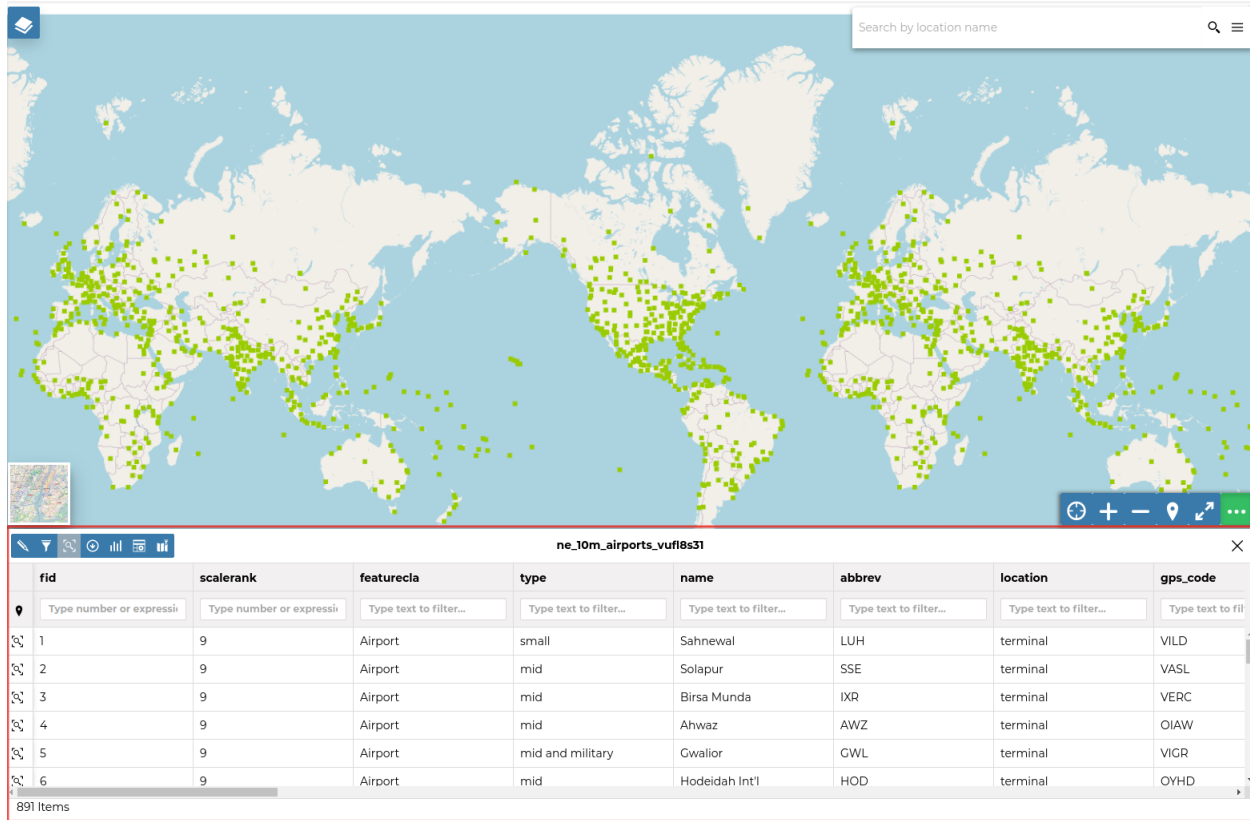 Search by location name
ne_10m_airports_vufl8s31
fid scalerank featurecla type name abbrev location gps_code
Type number or expressi Type number or expressi Type text to filter... Type text to filter... Type text to filter... Type text to filter... Type text to filter... Type text to fil
1 9 Airport small Sahnewal LUH terminal VILD
2 9 Airport mid Solapur SSE terminal VASL
3 9 Airport mid Birsa Munda IXR terminal VERC
4 9 Airport mid Ahwaz AWZ terminal OIAW
5 9 Airport mid and military Gwalior GWL terminal VIGR
6 9 Airport mid Hodeidah Int'l HOD terminal OYHD
891 Items